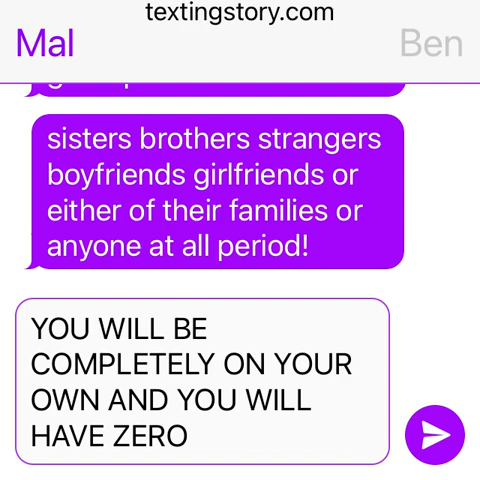 textingstory.com
Mal
Ben
sisters brothers strangers
boyfriends girlfriends or
either of their families or
anyone at all period!
YOU WILL BE
COMPLETELY ON YOUR
OWN AND YOU WILL
HAVE ZERO